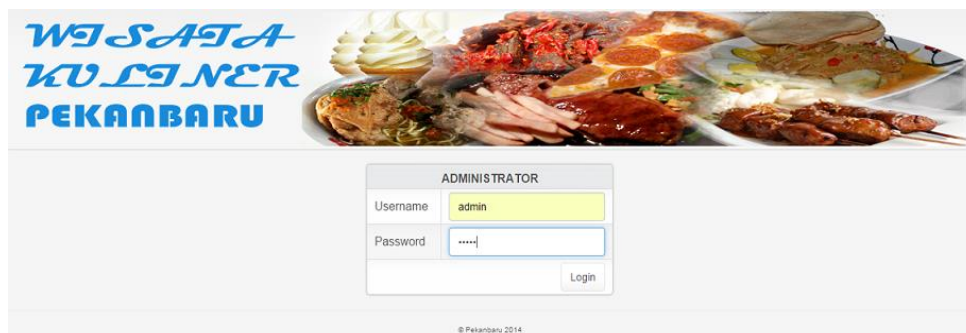 WISATA
KULINER
PEKANBARU
ADMINISTRATOR
Username admin
Password •••••
Login
© Pekanbaru 2014